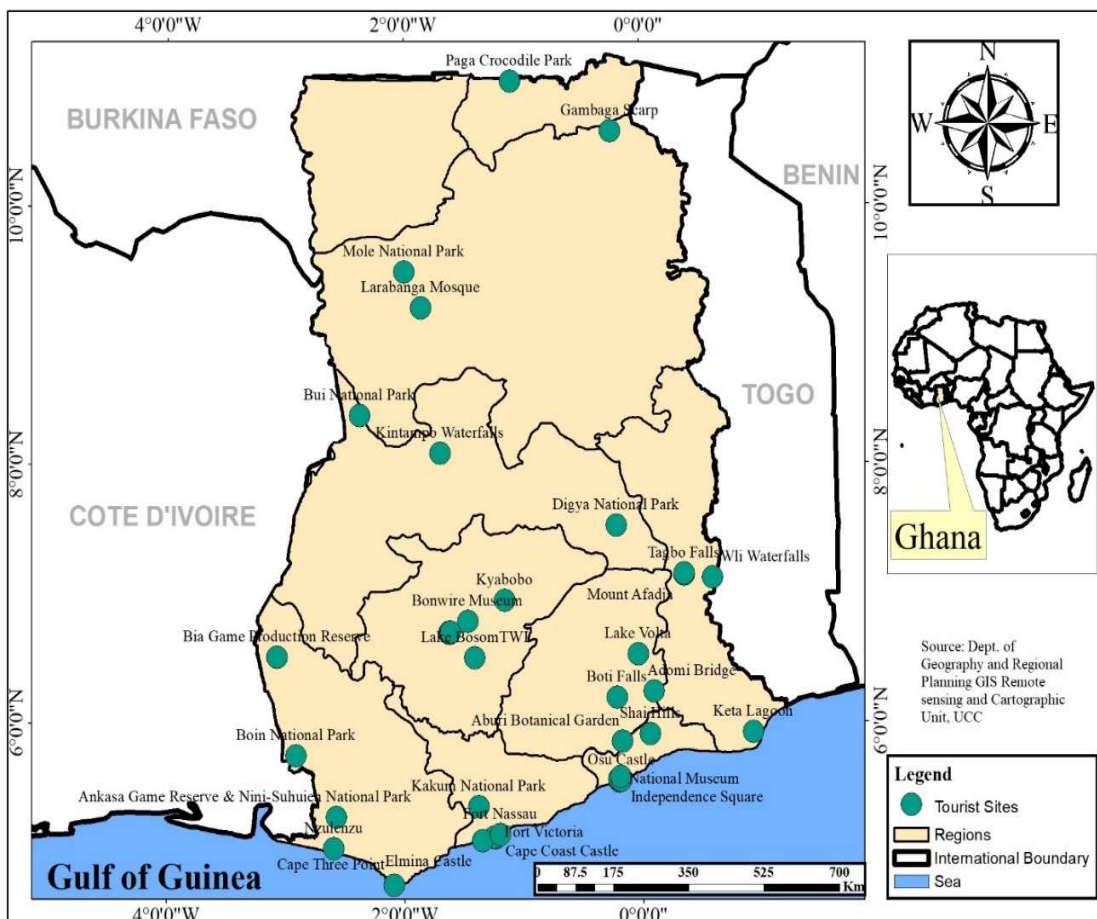 4°0'0"W
2°0'0"W
0°0'0"
Paga Crocodile Park
N
BURKINA FASO
Gambaga Scarp
W
E
BENIN
S
10°0'0"N
10°0'0"N
Mole National Park
Larabanga Mosque
Bui National Park
TOGO
Kintampo Waterfalls
8°0'0"N
8°0'0"N
Digya National Park
COTE D'IVOIRE
Ghana
Tagbo Falls
Wli Waterfalls
Kyabobo
Mount Afadja
Bonwire Museum
Bia Game Production Reserve
Lake BosomTWI
Lake Volta
Source: Dept. of
Geography and Regional
Planning GIS Remote
sensing and Cartographic
Unit, UCC
Boti Falls
Adomi Bridge
Aburi Botanical Garden
Shai Hills
Keta Lagoon
6°0'0"N
6°0'0"N
Boin National Park
Osu Castle
National Museum
Independence Square
Kakum National Park
Ankasa Game Reserve & Nini-Suhuien National Park
Fort Nassau
Nzulenzu
Fort Victoria
Cape Coast Castle
Cape Three Point
Elmina Castle
Gulf of Guinea
0
87.5
175
350
525
700
Km
Legend
Tourist Sites
Regions
International Boundary
Sea
4°0'0"W
2°0'0"W
0°0'0"